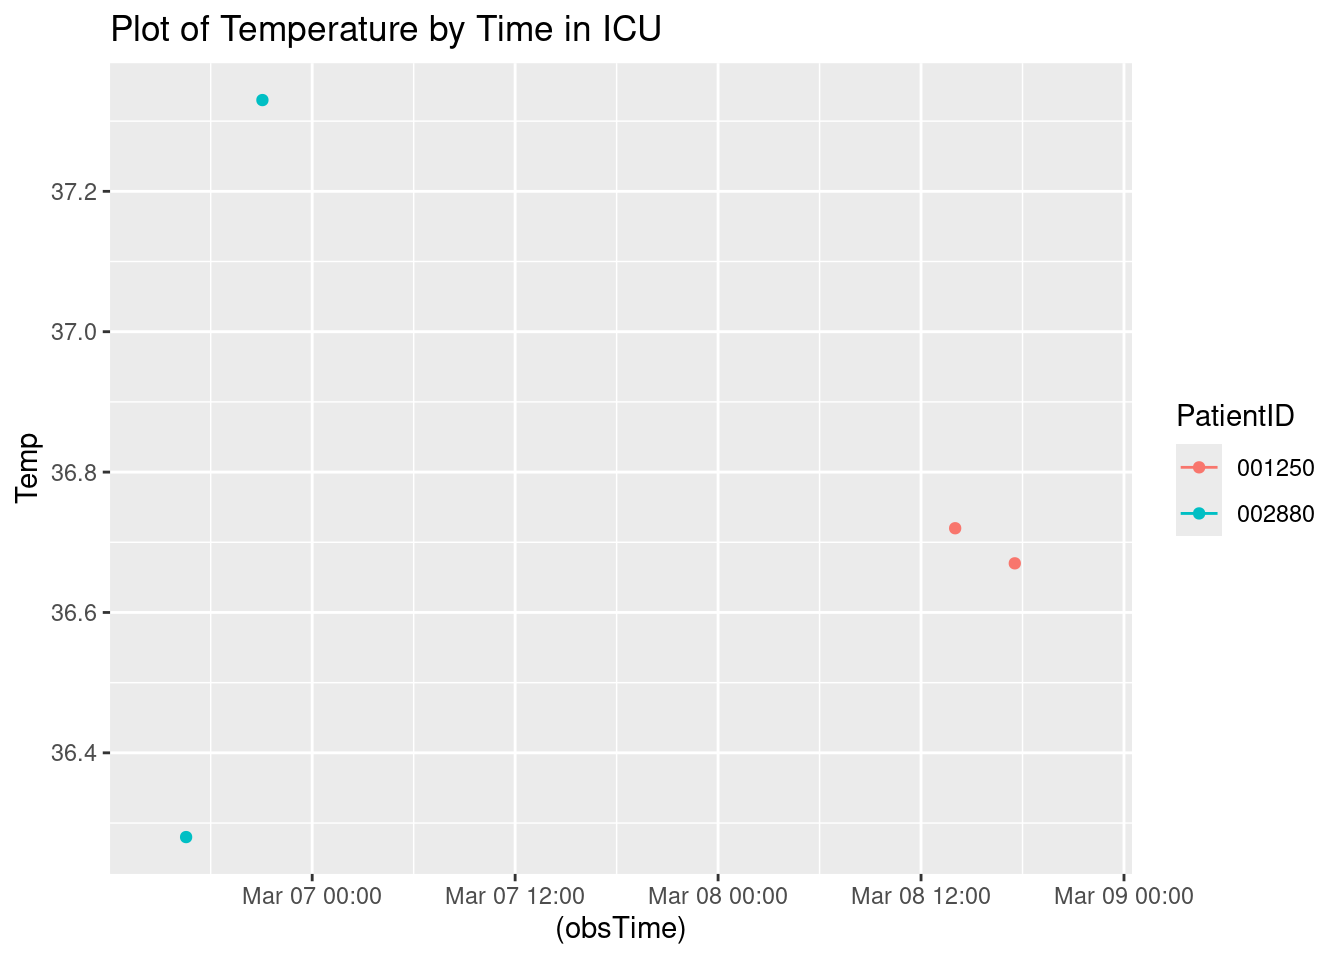 Plot of Temperature by Time in ICU
37.2
37.0
36.8
36.6
36.4
Temp
Mar 07 00:00
Mar 07 12:00
Mar 08 00:00
Mar 08 12:00
Mar 09 00:00
(obsTime)
PatientID
001250
002880